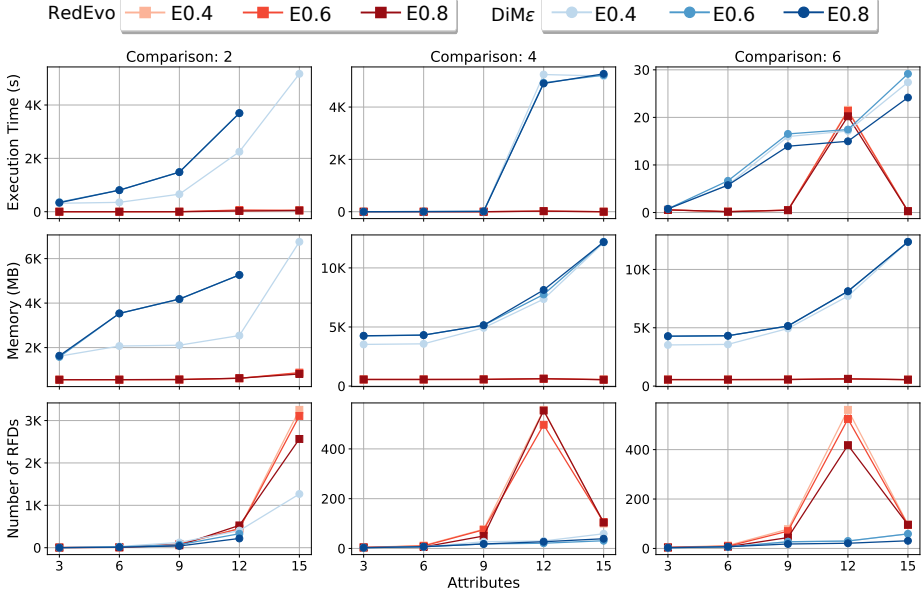 RedEvo E0.4 E0.6 E0.8 DiMε E0.4 E0.6 E0.8
Comparison: 2 Comparison: 4 Comparison: 6
Execution Time (s)
4K
2K
0
4K
2K
0
30
20
10
0
Memory (MB)
6K
4K
2K
10K
5K
0
10K
5K
0
Number of RFDs
3K
2K
1K
0
400
200
0
400
200
0
3 6 9 12 15 3 6 9 12 15 3 6 9 12 15
Attributes